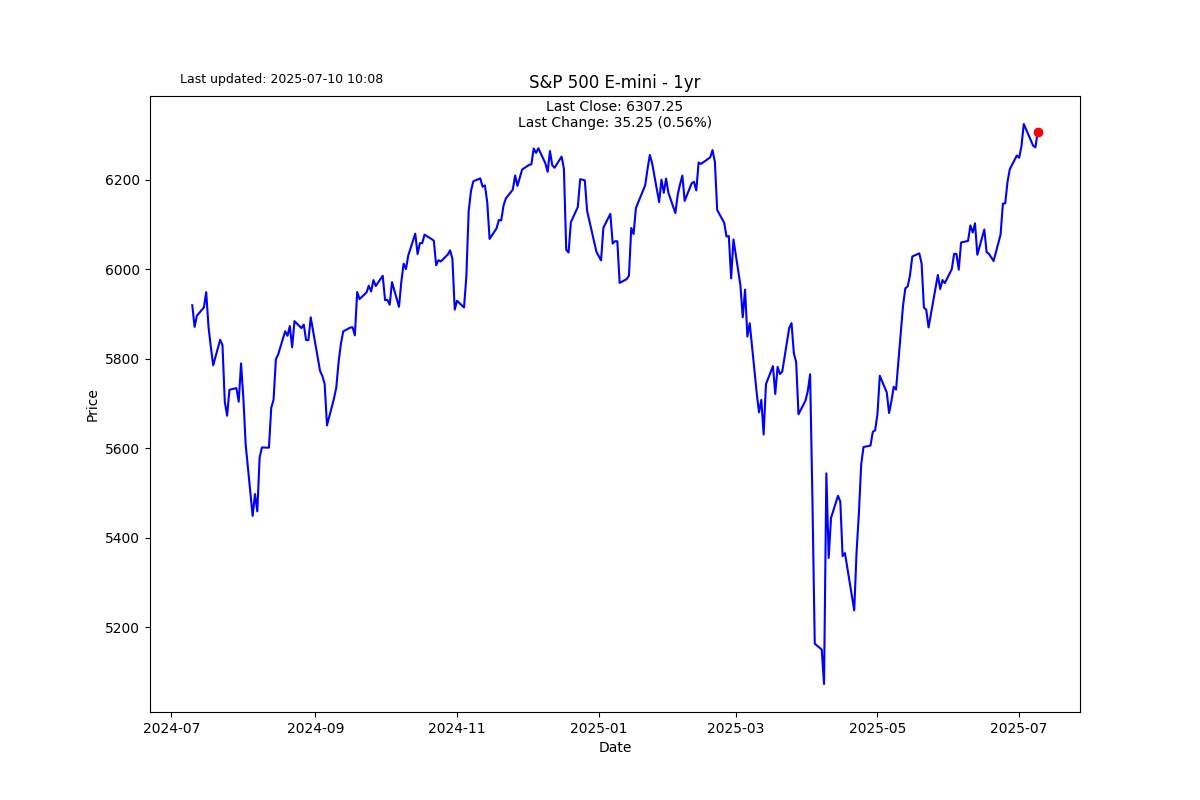 Last updated: 2025-07-10 10:08
S&P 500 E-mini - 1yr
Last Close: 6307.25
Last Change: 35.25 (0.56%)
Price
6200
6000
5800
5600
5400
5200
2024-07
2024-09
2024-11
2025-01
2025-03
2025-05
2025-07
Date